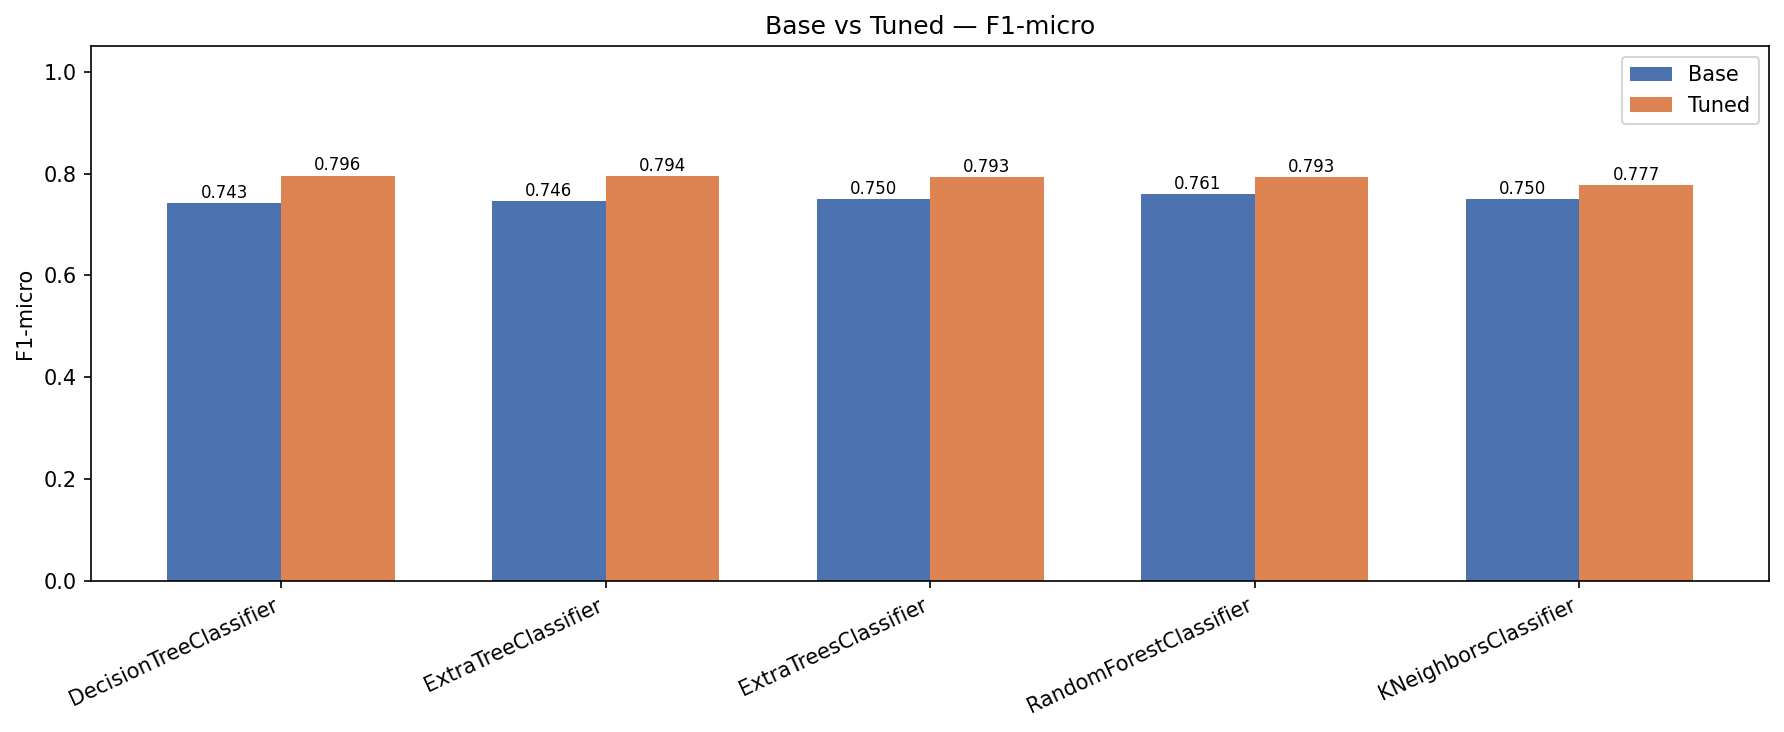 Base vs Tuned — F1-micro
Base
Tuned
F1-micro
1.0
0.8
0.6
0.4
0.2
0.0
0.743
0.796
0.746
0.794
0.750
0.793
0.761
0.793
0.750
0.777
DecisionTreeClassifier
ExtraTreeClassifier
ExtraTreesClassifier
RandomForestClassifier
KNeighborsClassifier